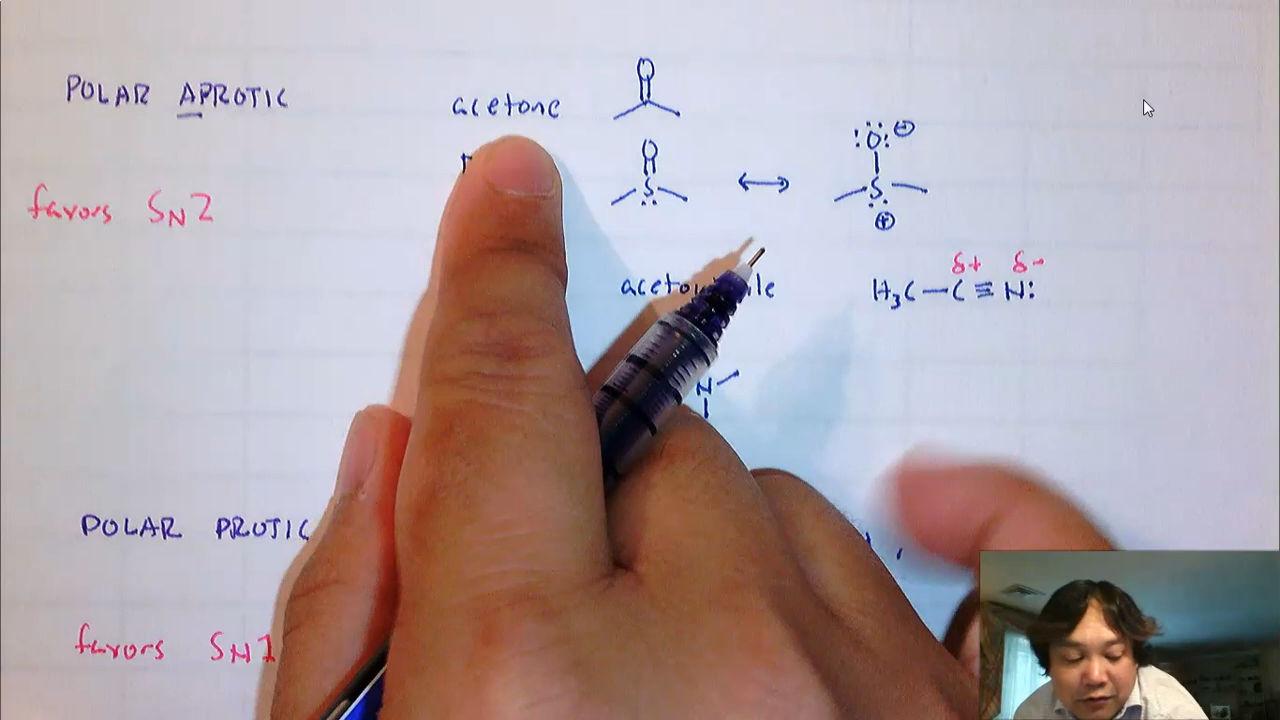 POLAR APROTIC
acetone
O
O
S
:Ö: ⊖
S
⊕
favors SN2
δ+ δ-
H3C-C≡N:
N
POLAR PROTIC
favors SN1